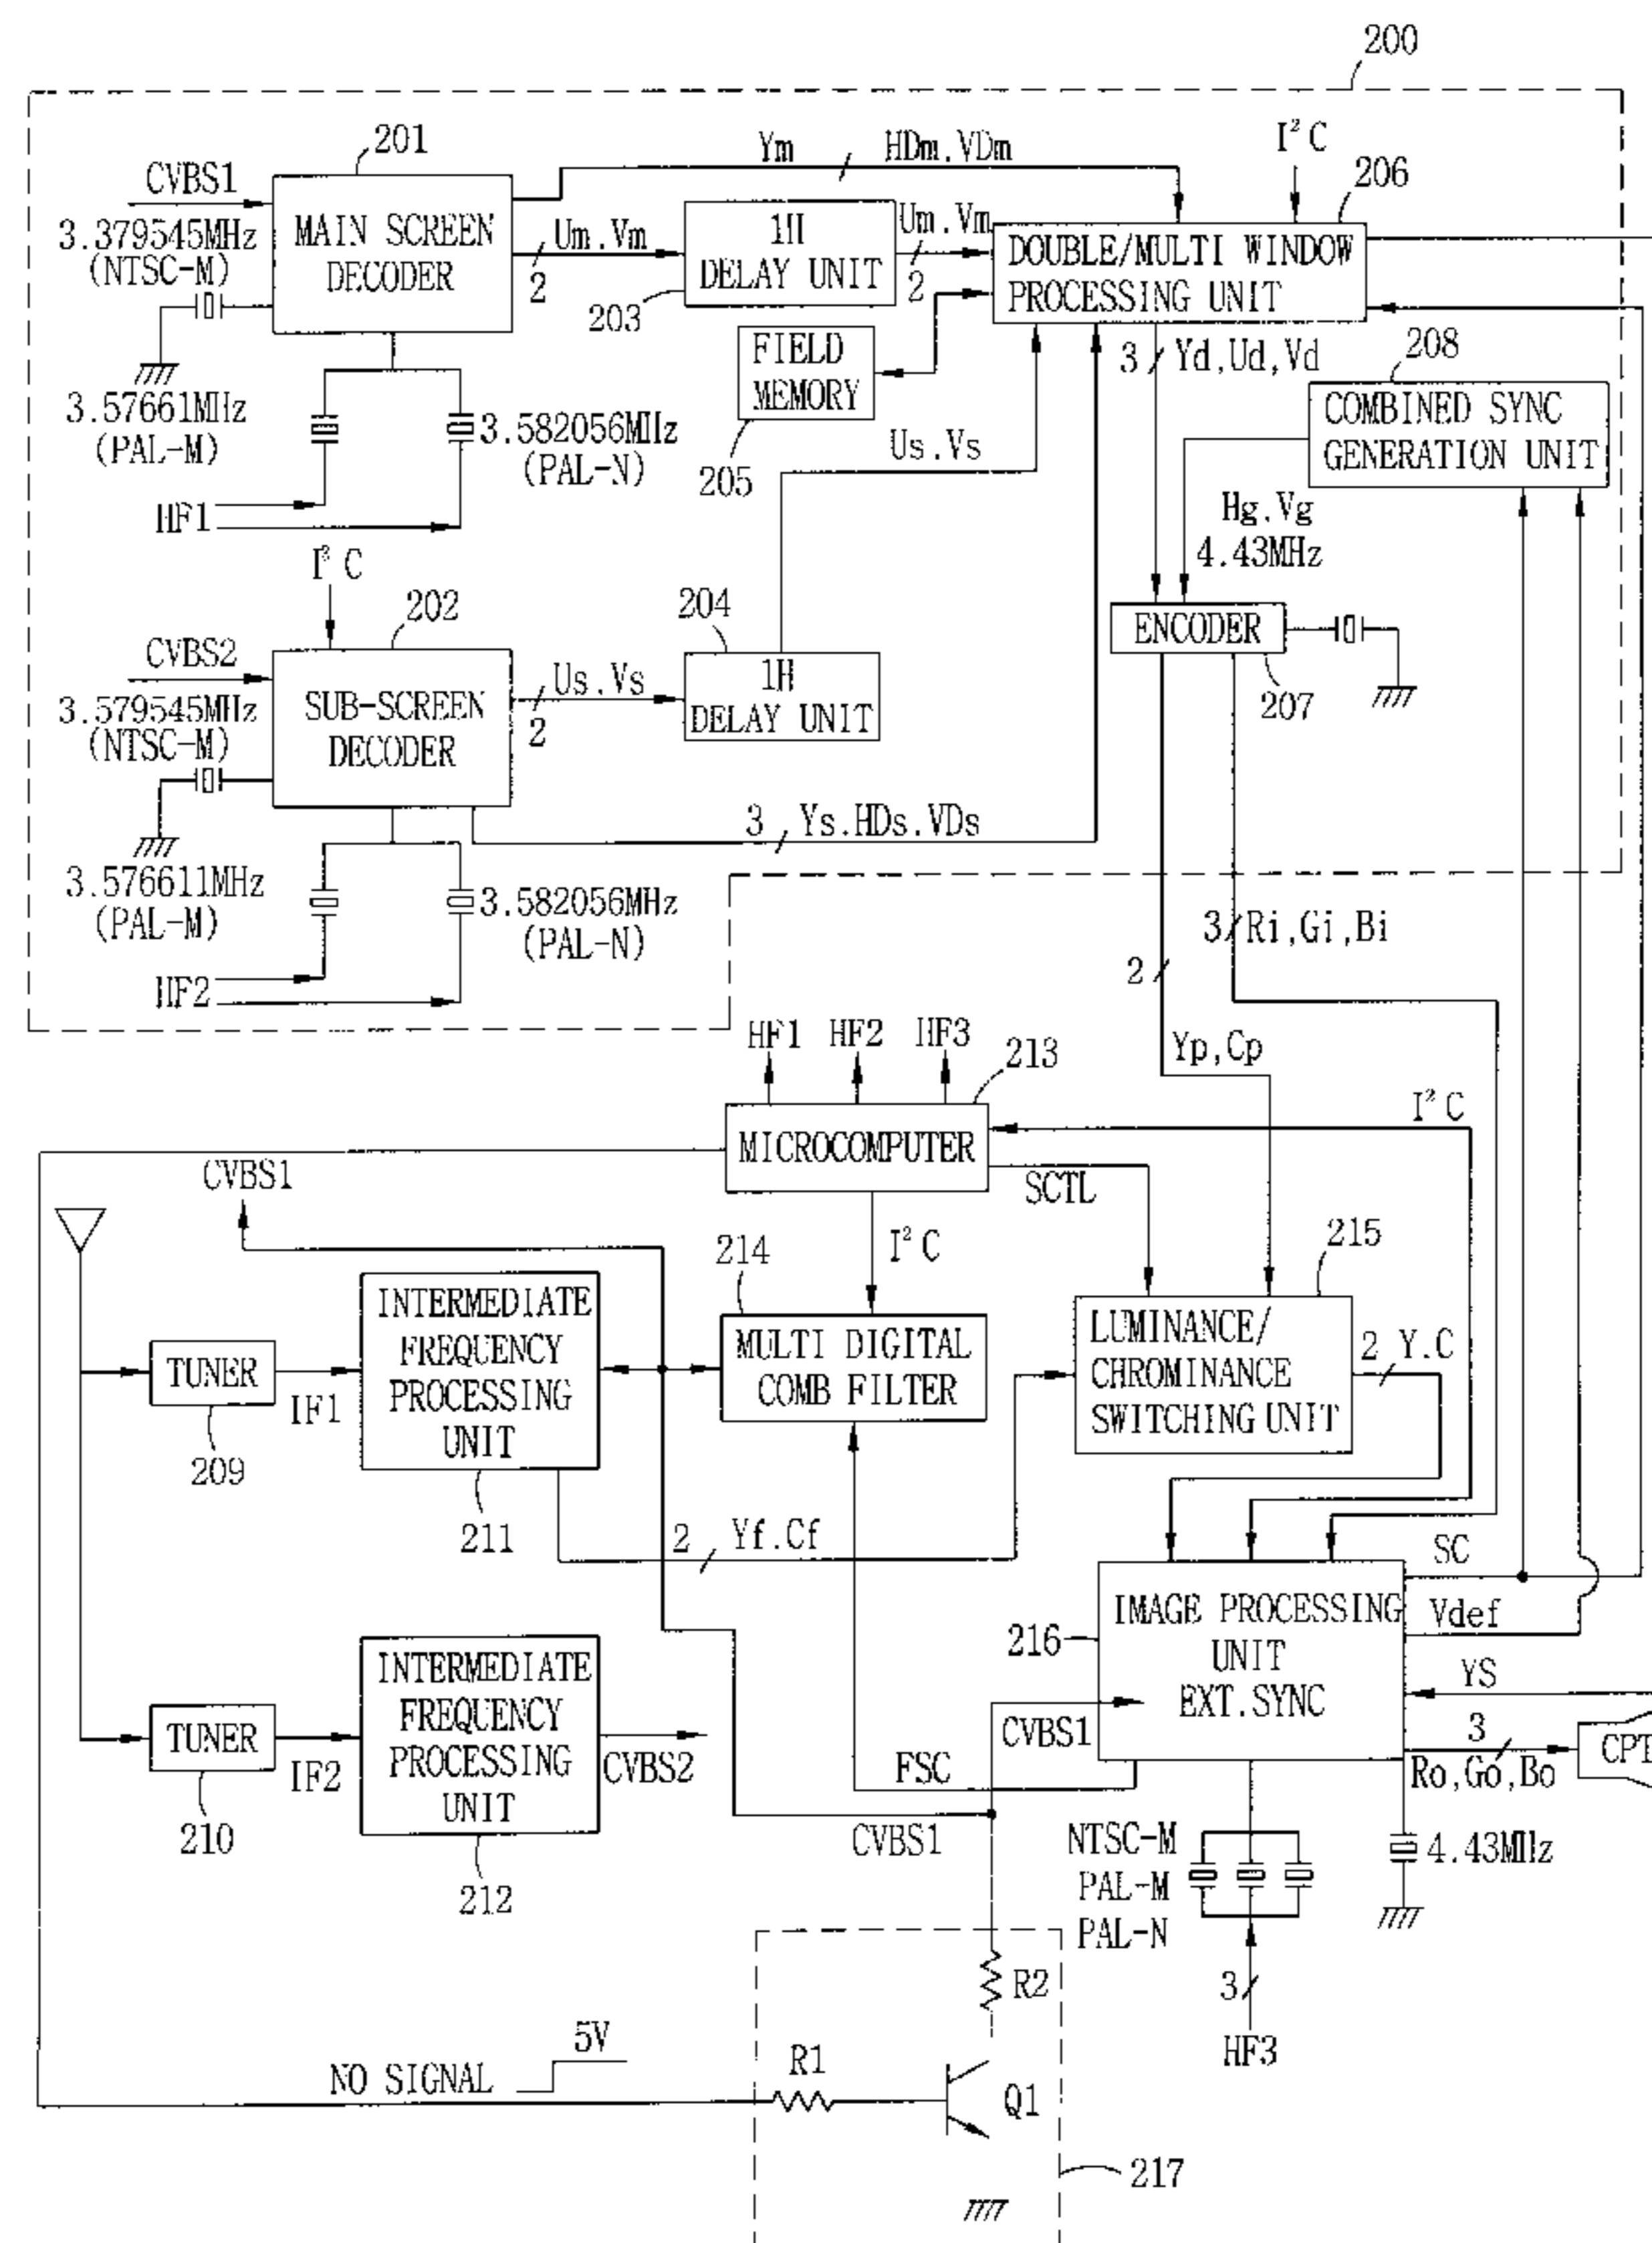 200
201
CVBS1
3.379545MHz
(NTSC-M)
MAIN SCREEN
DECODER
Ym
HDm.VDm
I²C
206
Um.Vm
2
1H
DELAY UNIT
203
Um.Vm
2
DOUBLE/MULTI WINDOW
PROCESSING UNIT
FIELD
MEMORY
205
3
Yd,Ud,Vd
208
COMBINED SYNC
GENERATION UNIT
3.57661MHz
(PAL-M)
3.582056MHz
(PAL-N)
HF1
Us.Vs
Hg.Vg
4.43MHz
I²C
202
CVBS2
3.579545MHz
(NTSC-M)
SUB-SCREEN
DECODER
Us.Vs
2
204
1H
DELAY UNIT
ENCODER
207
3
Ys.HDs.VDs
3.576611MHz
(PAL-M)
3.582056MHz
(PAL-N)
HF2
3
Ri,Gi,Bi
2
Yp,Cp
HF1
HF2
HF3
213
MICROCOMPUTER
I²C
SCTL
CVBS1
I²C
214
215
TUNER
209
IF1
INTERMEDIATE
FREQUENCY
PROCESSING
UNIT
211
MULTI DIGITAL
COMB FILTER
LUMINANCE/
CHROMINANCE
SWITCHING UNIT
2
Y.C
2
Yf.Cf
SC
Vdef
YS
3
Ro,Go,Bo
CPT
IMAGE PROCESSING
UNIT
EXT.SYNC
216
CVBS1
TUNER
210
IF2
INTERMEDIATE
FREQUENCY
PROCESSING
UNIT
212
CVBS2
FSC
CVBS1
NTSC-M
PAL-M
PAL-N
4.43MHz
3
HF3
R2
5V
NO SIGNAL
R1
Q1
217